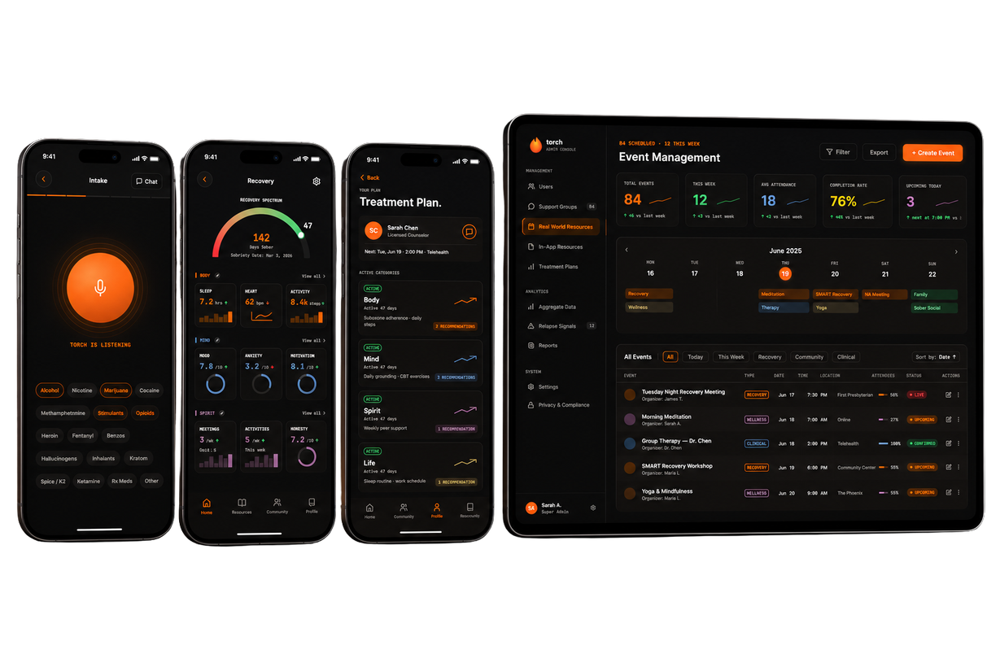 9:41
Intake
Chat
TORCH IS LISTENING
Alcohol Nicotine Marijuana Cocaine
Methamphetmine Stimulants Opioids
Heroin Fentanyl Benzos
Hallucinogens Inhalants Kratom
Spice / K2 Ketamine Rx Meds Other
9:41
Recovery
RECOVERY SPECTRUM
47
142
Days Sober
Sobriety Date: Mar 3, 2026
BODY View all >
SLEEP HEART ACTIVITY
7.2 hrs ↑ 62 bpm ↓ 8.4k steps ↑
MIND View all >
MOOD ANXIETY MOTIVATION
7.8 /10 ↑ 3.2 /10 ↓ 8.1 /10 ↑
SPIRIT View all >
MEETINGS ACTIVITIES HONESTY
3 /wk ↑ 5 /wk ↑ 7.2 /10 ↑
This week
Home Resources Community Profile
9:41
< Back
YOUR PLAN
Treatment Plan.
SC
Sarah Chen
Licensed Counselor
Next: Tue, Jun 19 · 2:00 PM · Telehealth
ACTIVE CATEGORIES
ACTIVE
Body
Active 47 days
Suboxone adherence · daily
steps
2 RECOMMENDATIONS
ACTIVE
Mind
Active 47 days
Daily grounding · CBT exercises
2 RECOMMENDATIONS
ACTIVE
Spirit
Active 47 days
Weekly peer support
1 RECOMMENDATION
ACTIVE
Life
Active 47 days
Sleep routine · work schedule
1 RECOMMENDATION
Home Community Profile
torch
ADMIN CONSOLE
MANAGEMENT
Users
Support Groups 84
Real World Resources
In-App Resources
Treatment Plans
ANALYTICS
Aggregate Data
Relapse Signals 12
Reports
SYSTEM
Settings
Privacy & Compliance
SA
Sarah A.
Super Admin
84 SCHEDULED · 12 THIS WEEK
Event Management
Filter
Export
+ Create Event
TOTAL EVENTS
84
↑ +6 vs last week
THIS WEEK
12
↑ +3 vs last week
AVG ATTENDANCE
18
↑ +2 vs last week
COMPLETION RATE
76%
↑ +4% vs last week
UPCOMING TODAY
3
↑ next at 7:00 PM vs
June 2025
MON TUE WED THU FRI SAT SUN
16 17 18 19 20 21 22
Recovery Meditation SMART Recovery NA Meeting Family
Wellness Therapy Yoga Sober Social
All Events All Today This Week Recovery Community Clinical Sort by: Date ↑
EVENT TYPE DATE TIME LOCATION ATTENDEES STATUS ACTIONS
Tuesday Night Recovery Meeting RECOVERY Jun 17 7:30 PM First Presbyterian 56% LIVE
Organizer: James T.
Morning Meditation WELLNESS Jun 18 7:00 AM Online 27% UPCOMING
Organizer: Sarah A.
Group Therapy — Dr. Chen CLINICAL Jun 18 2:00 PM Telehealth 100% CONFIRMED
Organizer: Dr. Chen
SMART Recovery Workshop RECOVERY Jun 19 6:00 PM Community Center 55% UPCOMING
Organizer: Maria L.
Yoga & Mindfulness WELLNESS Jun 20 9:00 AM The Phoenix 55% UPCOMING
Organizer: Maria L.